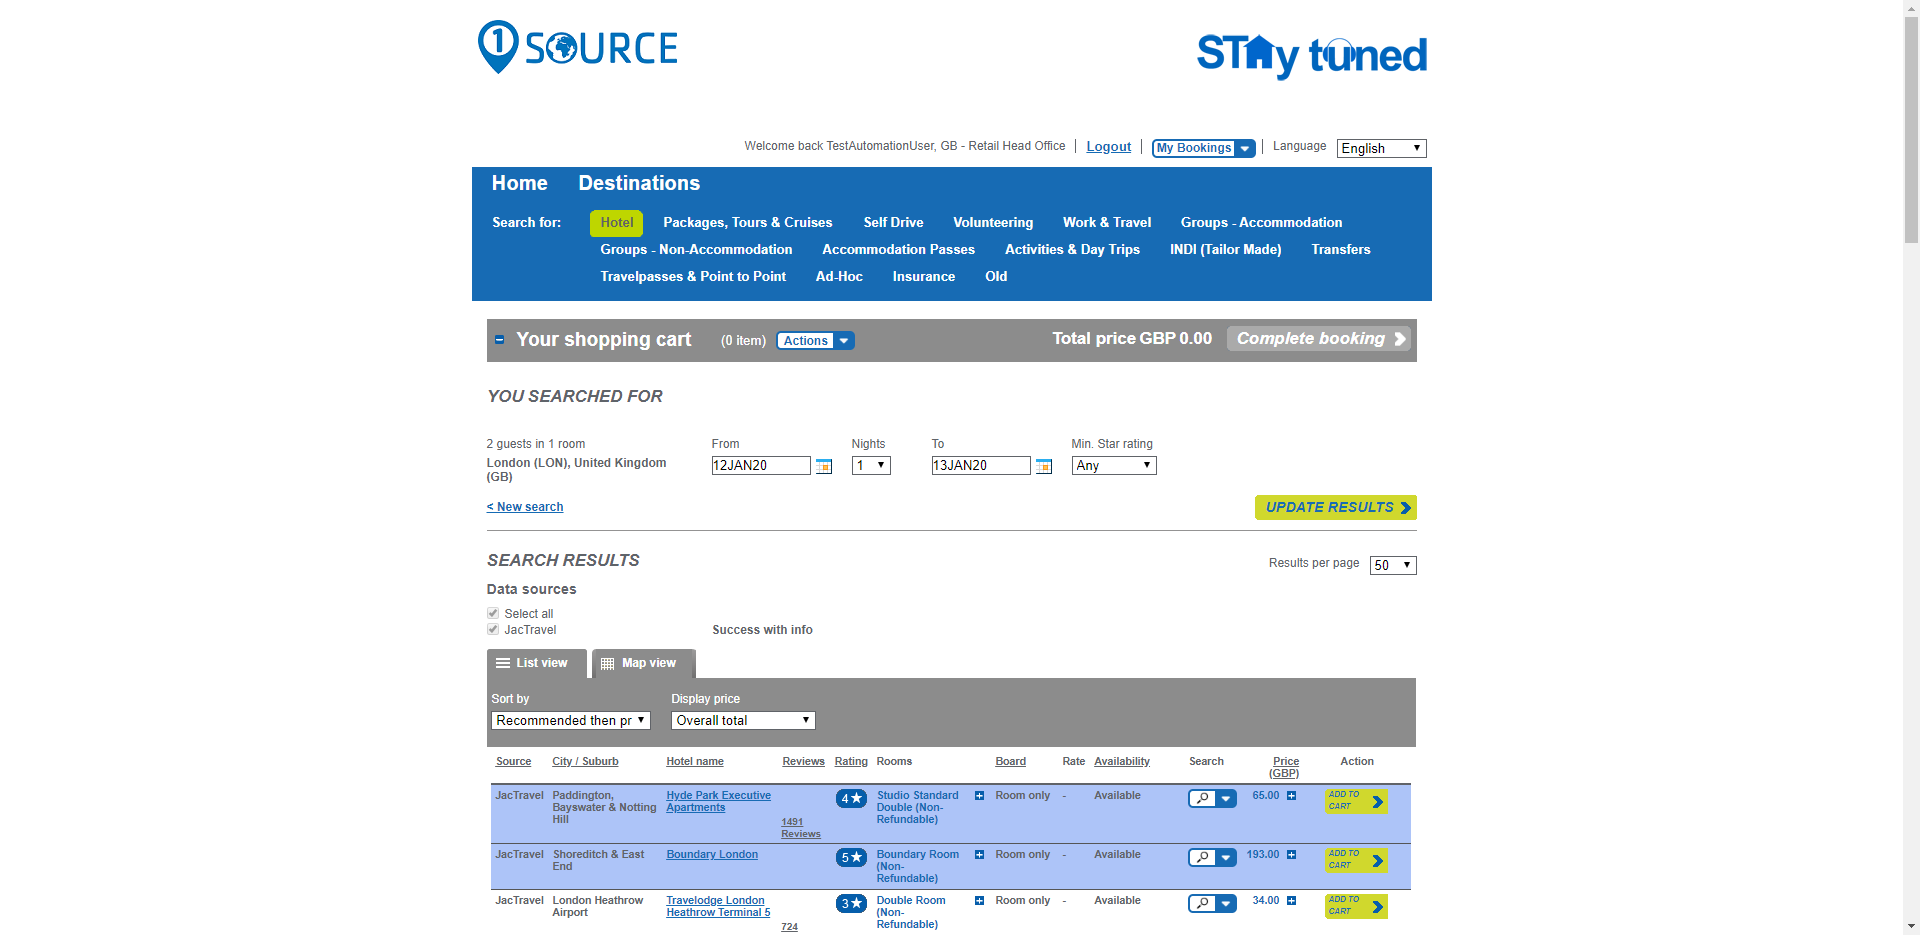 1 SOURCE
STAy tuned
Welcome back TestAutomationUser, GB - Retail Head Office Logout My Bookings Language English
Home Destinations
Search for: Hotel Packages, Tours & Cruises Self Drive Volunteering Work & Travel Groups - Accommodation
Groups - Non-Accommodation Accommodation Passes Activities & Day Trips INDI (Tailor Made) Transfers
Travelpasses & Point to Point Ad-Hoc Insurance Old
Your shopping cart (0 item) Actions Total price GBP 0.00 Complete booking
YOU SEARCHED FOR
2 guests in 1 room From Nights To Min. Star rating
London (LON), United Kingdom
(GB)
12JAN20 1 13JAN20 Any
< New search UPDATE RESULTS
SEARCH RESULTS Results per page 50
Data sources
Select all
JacTravel Success with info
List view Map view
Sort by Display price
Recommended then pr Overall total
Source City / Suburb Hotel name Reviews Rating Rooms Board Rate Availability Search Price Action
(GBP)
JacTravel Paddington, Hyde Park Executive 4 Studio Standard Room only - Available 65.00 ADD TO
Bayswater & Notting Apartments Double (Non- CART
Hill Refundable)
1491
Reviews
JacTravel Shoreditch & East Boundary London 5 Boundary Room Room only - Available 193.00 ADD TO
End (Non- CART
Refundable)
JacTravel London Heathrow Travelodge London 3 Double Room Room only - Available 34.00 ADD TO
Airport Heathrow Terminal 5 (Non- CART
724 Refundable)